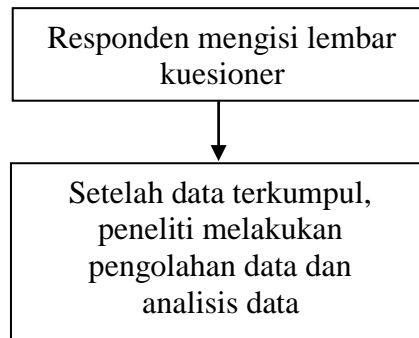 Responden mengisi lembar
kuesioner
Setelah data terkumpul,
peneliti melakukan
pengolahan data dan
analisis data